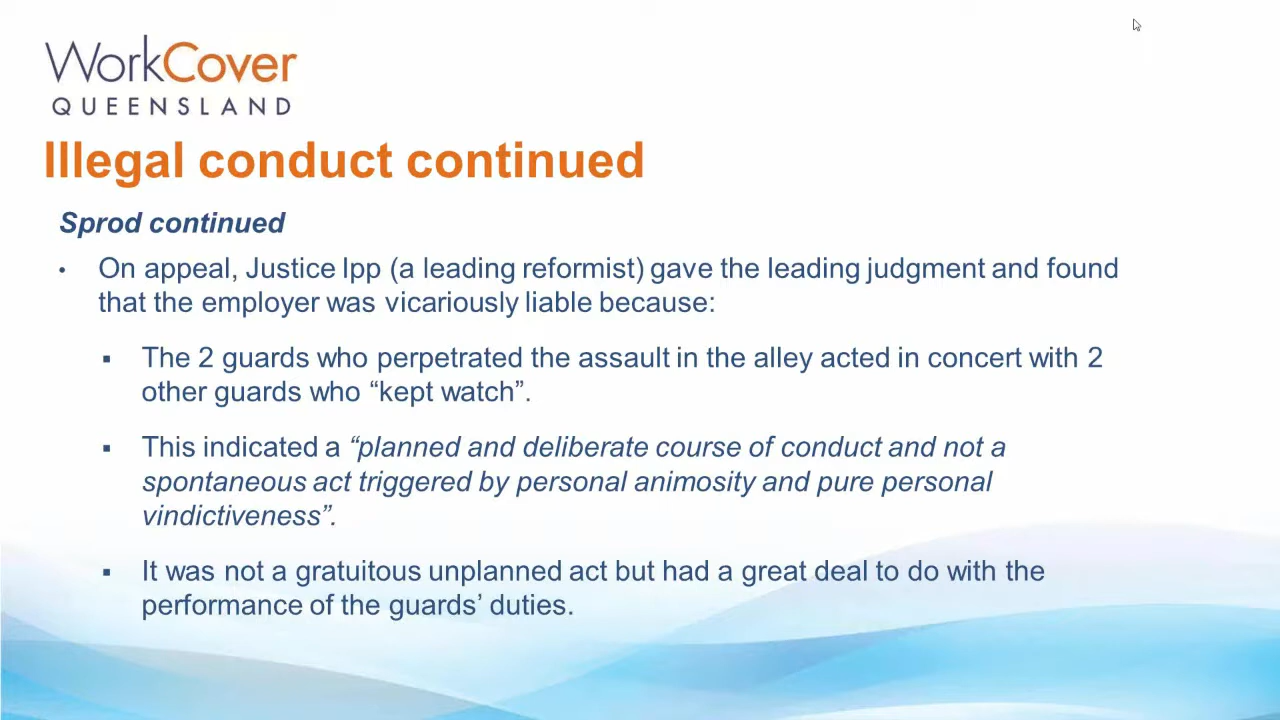 WorkCover
QUEENSLAND
Illegal conduct continued
Sprod continued
• On appeal, Justice Ipp (a leading reformist) gave the leading judgment and found
that the employer was vicariously liable because:
▪ The 2 guards who perpetrated the assault in the alley acted in concert with 2
other guards who “kept watch”.
▪ This indicated a “planned and deliberate course of conduct and not a
spontaneous act triggered by personal animosity and pure personal
vindictiveness”.
▪ It was not a gratuitous unplanned act but had a great deal to do with the
performance of the guards’ duties.